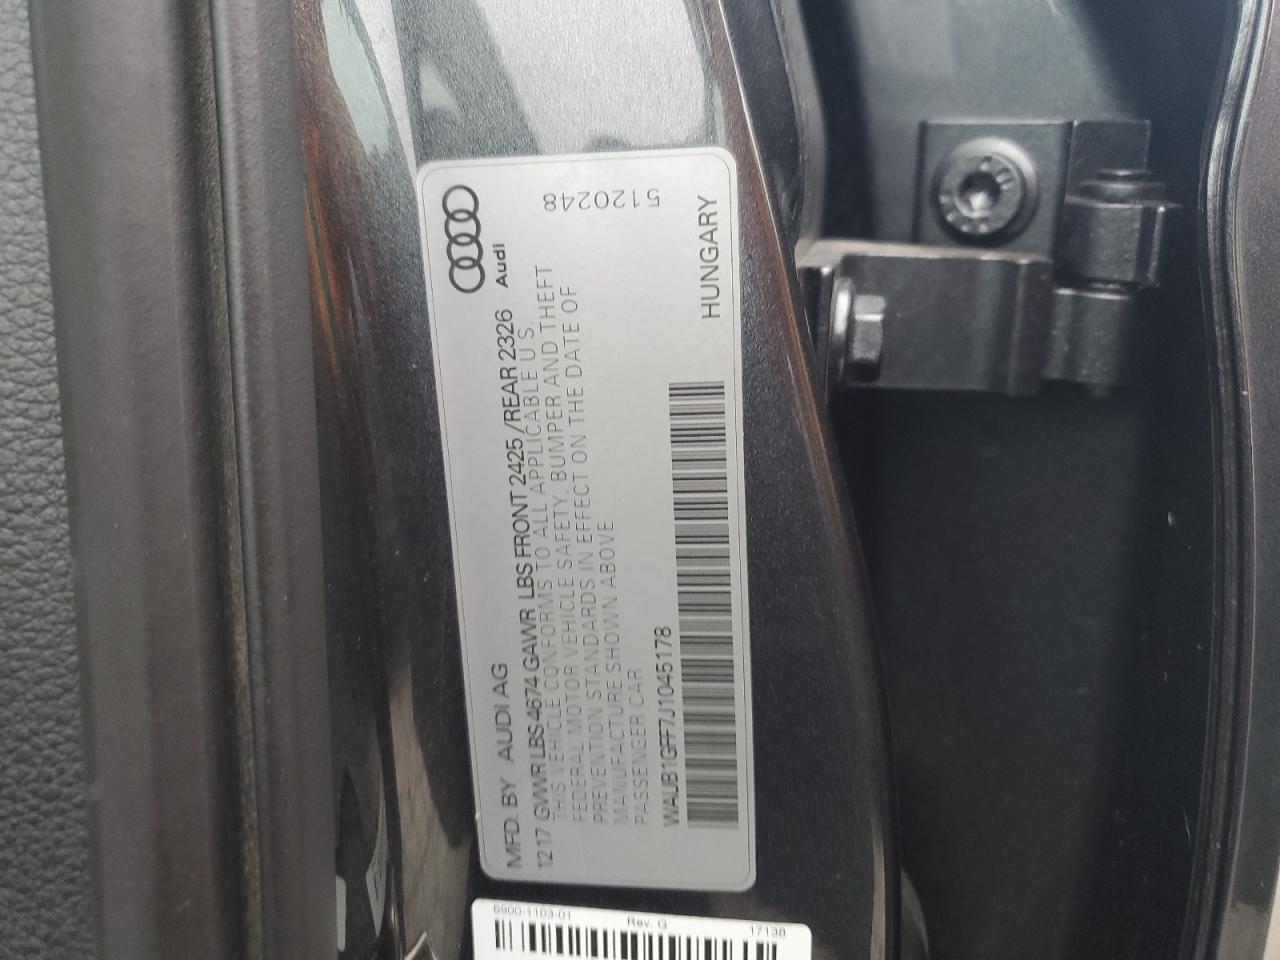 MFD. BY AUDI AG
1217 GVWR LBS 4674 GAWR LBS FRONT 2425 /REAR 2326
THIS VEHICLE CONFORMS TO ALL APPLICABLE U.S.
FEDERAL MOTOR VEHICLE SAFETY, BUMPER AND THEFT
PREVENTION STANDARDS IN EFFECT ON THE DATE OF
MANUFACTURE SHOWN ABOVE
PASSENGER CAR
WAUB1GFF7J1045178
HUNGARY
Audi
5120248
6900-1103-01
Rev. G
17138